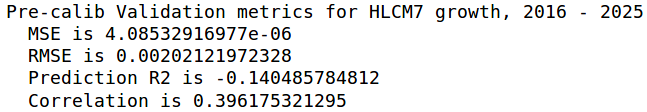 Pre-calib Validation metrics for HLCM7 growth, 2016 - 2025
MSE is 4.08532916977e-06
RMSE is 0.00202121972328
Prediction R2 is -0.140485784812
Correlation is 0.396175321295